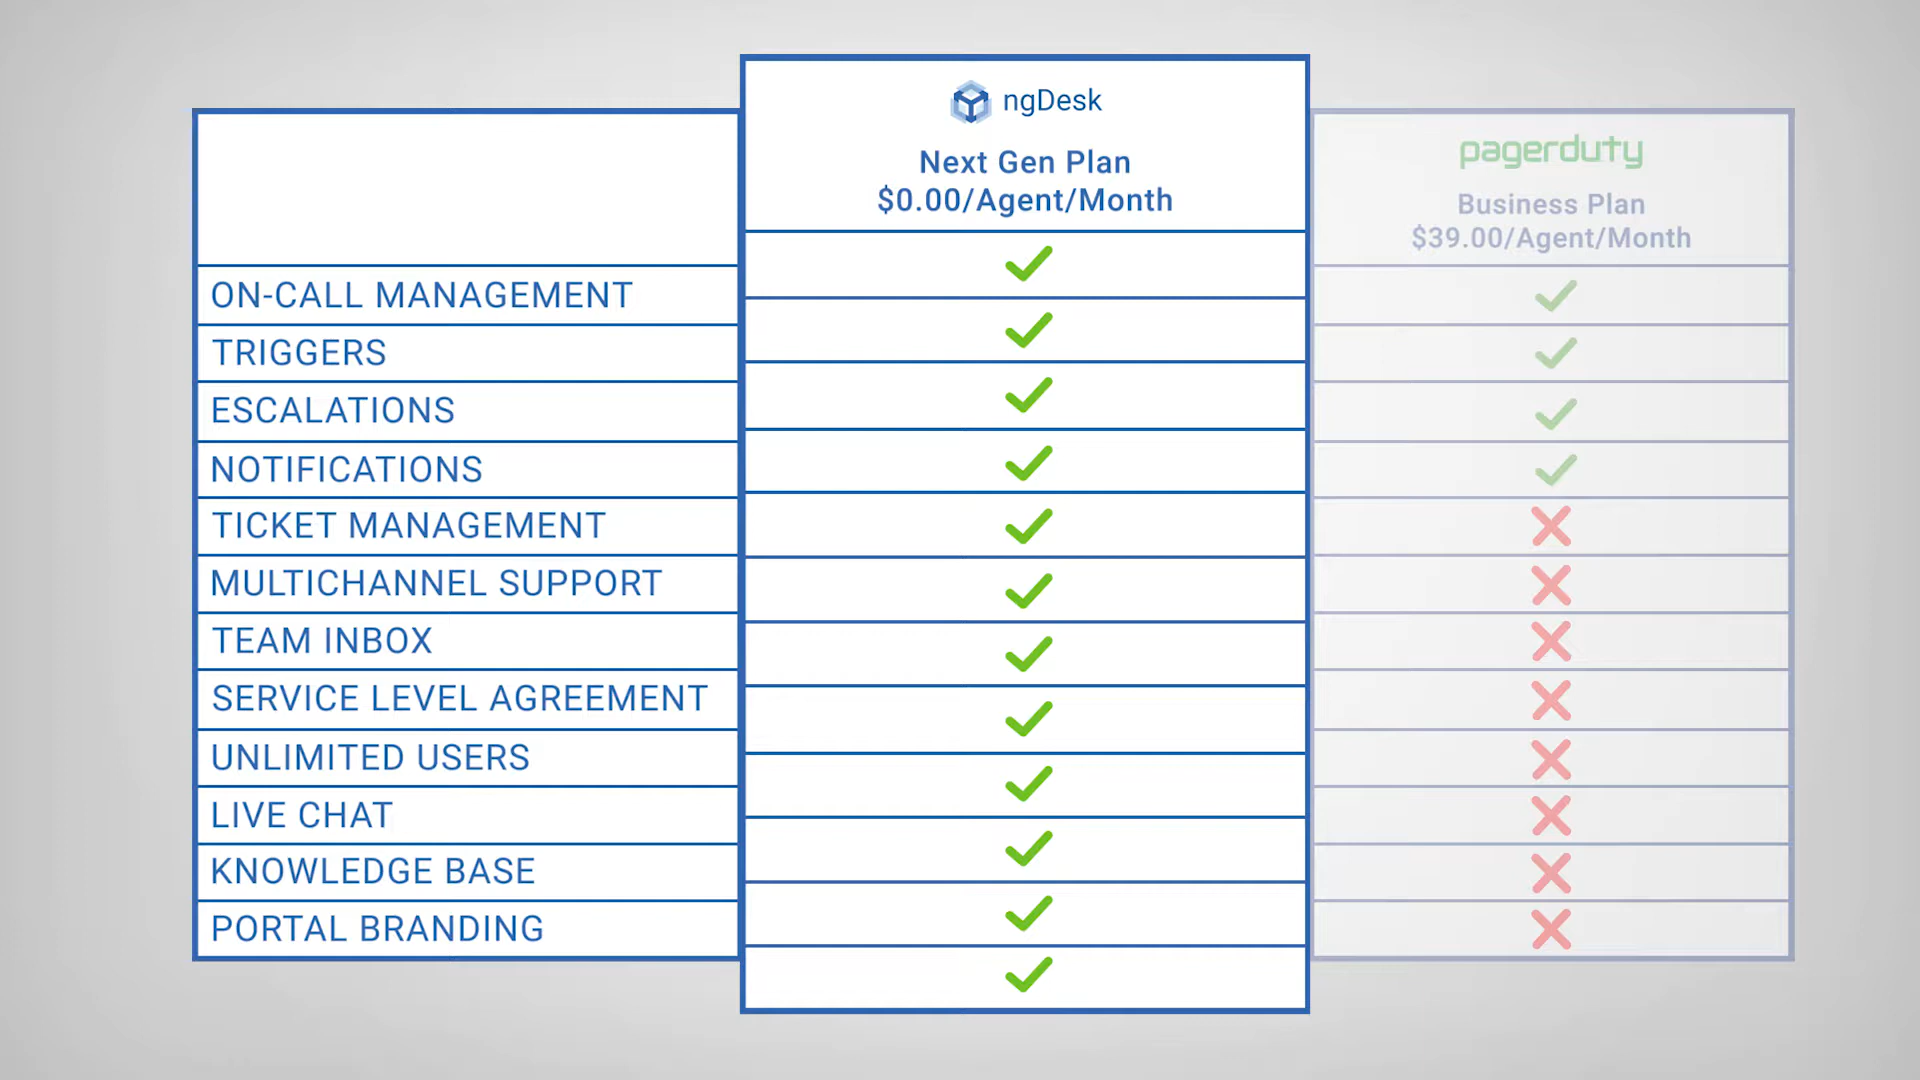 ngDesk
Next Gen Plan
$0.00/Agent/Month
pagerduty
Business Plan
$39.00/Agent/Month
ON-CALL MANAGEMENT
TRIGGERS
ESCALATIONS
NOTIFICATIONS
TICKET MANAGEMENT
MULTICHANNEL SUPPORT
TEAM INBOX
SERVICE LEVEL AGREEMENT
UNLIMITED USERS
LIVE CHAT
KNOWLEDGE BASE
PORTAL BRANDING